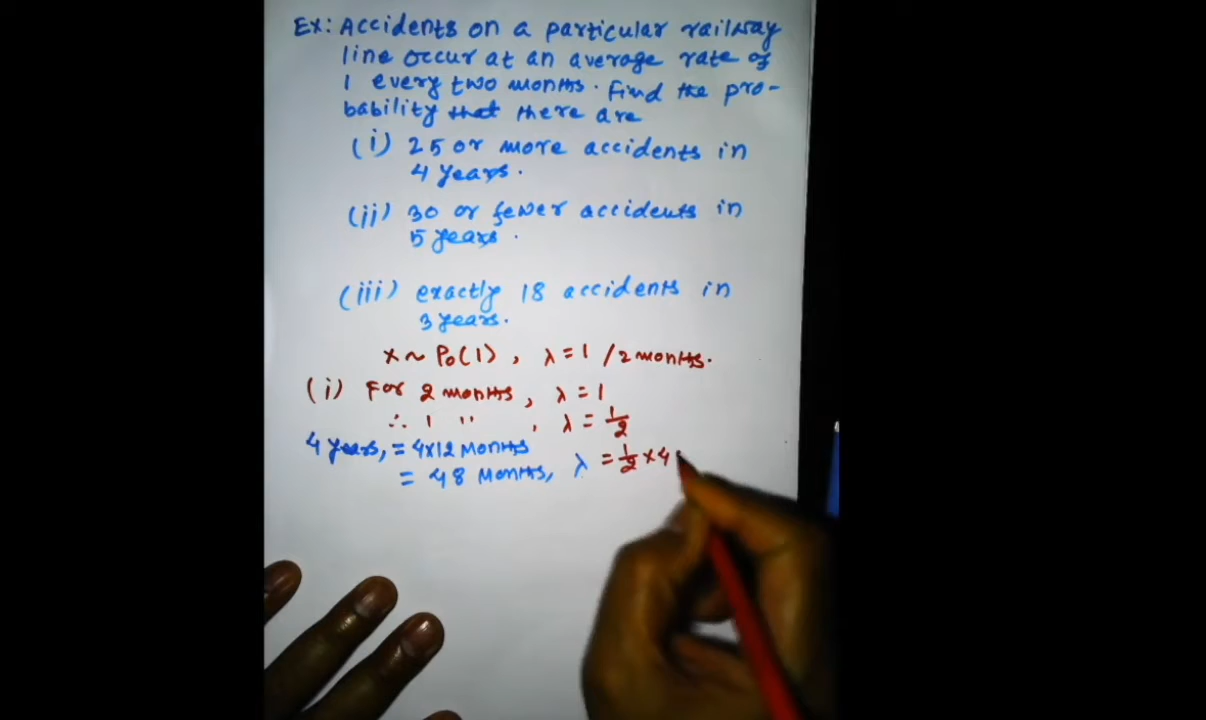 Ex: Accidents on a particular railway
line occur at an average rate of
1 every two months. Find the pro-
bability that there are
(i) 25 or more accidents in
4 years.
(ii) 30 or fewer accidents in
5 years.
(iii) exactly 18 accidents in
3 years.
X ~ Po(1), λ = 1 / 2 months.
(i) For 2 months, λ = 1
∴ 1 ", λ = 1/2
4 years, = 4x12 Months
= 48 Months, λ = 1/2 x 4